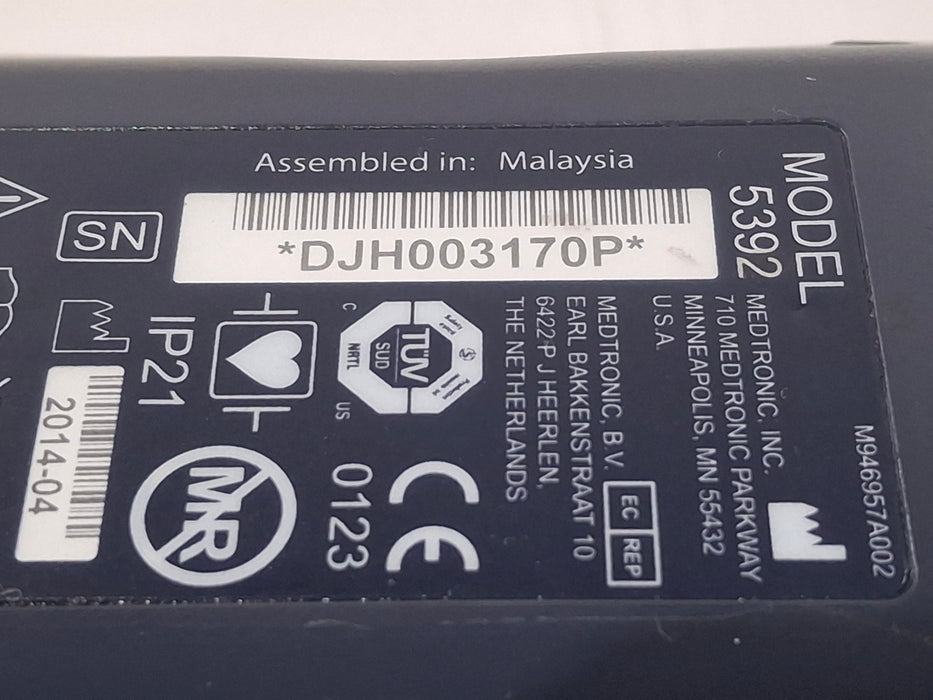 MODEL
5392
M946957A002
MEDTRONIC, INC.
710 MEDTRONIC PARKWAY
MINNEAPOLIS, MN 55432
U.S.A.
EC REP
MEDTRONIC, B.V.
EARL BAKKENSTRAAT 10
6422 P J HEERLEN,
THE NETHERLANDS
Assembled in: Malaysia
SN
*DJH003170P*
TÜV
SUD
C
NRTL
US
CE
0123
IP21
MR
2014-04